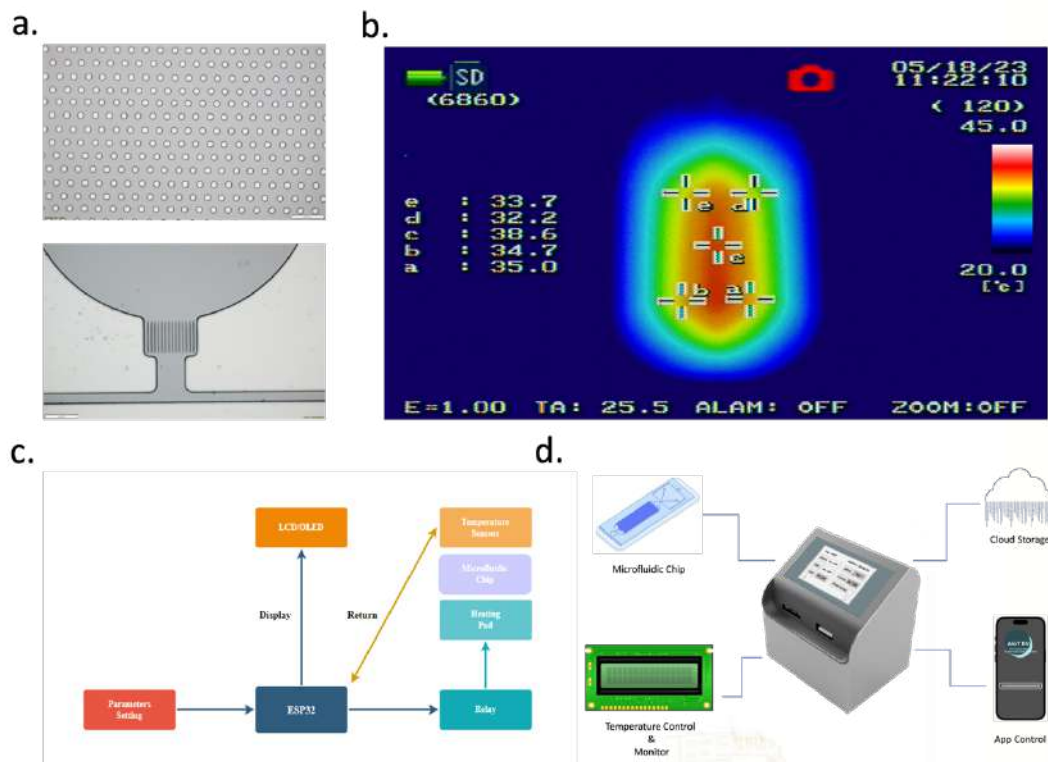 a.
b.
SD
(6860)
05/18/23
11:22:10
( 120)
45.0
e : 33.7
d : 32.2
c : 38.6
b : 34.7
a : 35.0
e
d
c
b
a
20.0
[°c]
E=1.00 TA: 25.5 ALAM: OFF ZOOM:OFF
c.
LCD/OLED
Temperature
Sensor
Microfluidic
Chip
Heating
Pad
Display
Return
Parameters
Setting
ESP32
Relay
d.
Microfluidic Chip
Cloud Storage
Temperature Control
&
Monitor
App Control